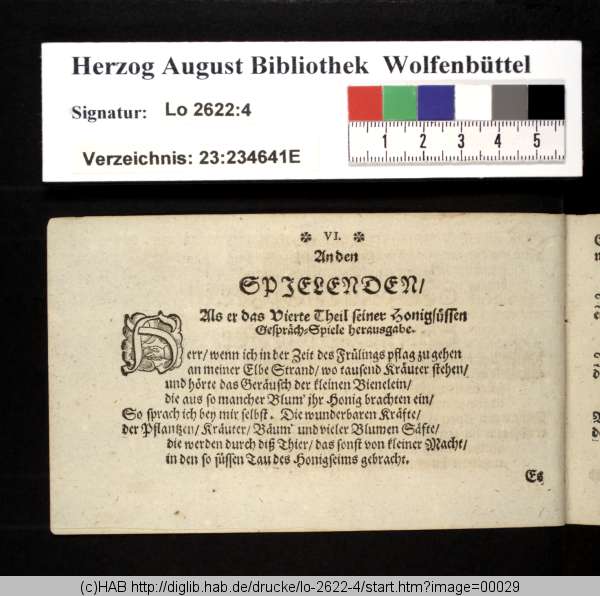 Herzog August Bibliothek Wolfenbüttel
Signatur: Lo 2622:4
Verzeichnis: 23:234641E
1 2 3 4 5
❊ VI. ❊
An den
SPJELENDEN/
Als er das Vierte Theil seiner Honigsüssen
Gespräch-Spiele herausgabe.
Herr/ wenn ich in der Zeit des Frülings pflag zu gehen
an meiner Elbe Strand/ wo tausend Kräuter stehen/
und hörte das Geräusch der kleinen Bienelein/
die aus so mancher Blum' jhr Honig brachten ein/
So sprach ich bey mir selbst. Die wunderbaren Kräfte/
der Pflantzen/ Kräuter/ Bäum' und vieler Blumen Säfte/
die werden durch diß Thier/ das sonst von kleiner Macht/
in den so süssen Tau des Honigseims gebracht.
Es
(c)HAB http://diglib.hab.de/drucke/lo-2622-4/start.htm?image=00029